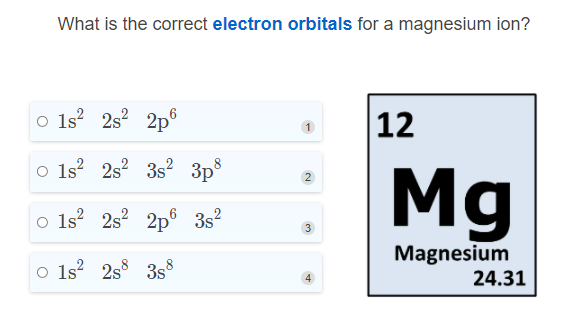 What is the correct electron orbitals for a magnesium ion?
1s² 2s² 2p⁶ 1
1s² 2s² 3s² 3p⁸ 2
1s² 2s² 2p⁶ 3s² 3
1s² 2s⁸ 3s⁸ 4
12
Mg
Magnesium
24.31